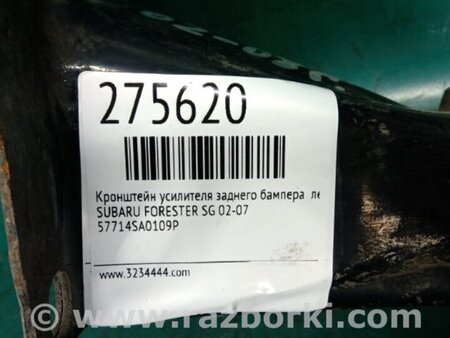 275620
Кронштейн усилителя заднего бампера ле
SUBARU FORESTER SG 02-07
57714SA0109P
www.3234444.com
www.razborki.com